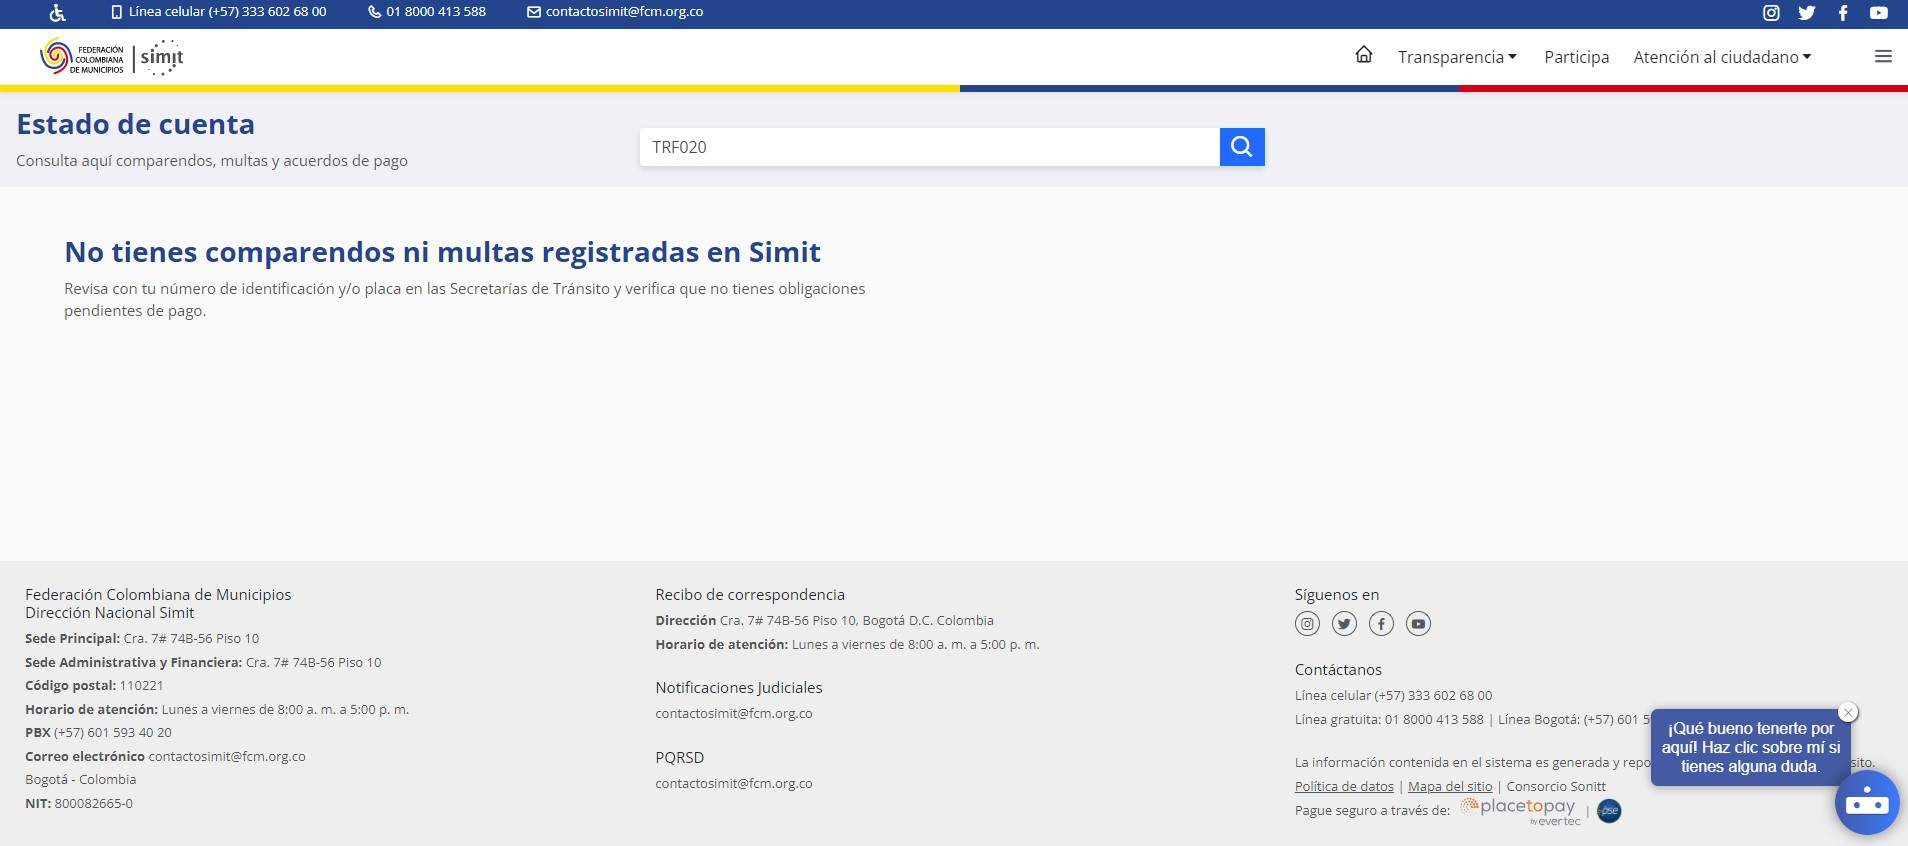 Línea celular (+57) 333 602 68 00
01 8000 413 588
contactosimit@fcm.org.co
FEDERACIÓN
COLOMBIANA
DE MUNICIPIOS
simit
Transparencia
Participa
Atención al ciudadano
Estado de cuenta
Consulta aquí comparendos, multas y acuerdos de pago
TRF020
No tienes comparendos ni multas registradas en Simit
Revisa con tu número de identificación y/o placa en las Secretarías de Tránsito y verifica que no tienes obligaciones
pendientes de pago.
Federación Colombiana de Municipios
Dirección Nacional Simit
Sede Principal: Cra. 7# 74B-56 Piso 10
Sede Administrativa y Financiera: Cra. 7# 74B-56 Piso 10
Código postal: 110221
Horario de atención: Lunes a viernes de 8:00 a. m. a 5:00 p. m.
PBX (+57) 601 593 40 20
Correo electrónico contactosimit@fcm.org.co
Bogotá - Colombia
NIT: 800082665-0
Recibo de correspondencia
Dirección Cra. 7# 74B-56 Piso 10, Bogotá D.C. Colombia
Horario de atención: Lunes a viernes de 8:00 a. m. a 5:00 p. m.
Notificaciones Judiciales
contactosimit@fcm.org.co
PQRSD
contactosimit@fcm.org.co
Síguenos en
Contáctanos
Línea celular (+57) 333 602 68 00
Línea gratuita: 01 8000 413 588 | Línea Bogotá: (+57) 601 5
La información contenida en el sistema es generada y repo
Política de datos | Mapa del sitio | Consorcio Sonitt
Pague seguro a través de: placetopay by evertec | pse
¡Qué bueno tenerte por
aquí! Haz clic sobre mí si
tienes alguna duda.